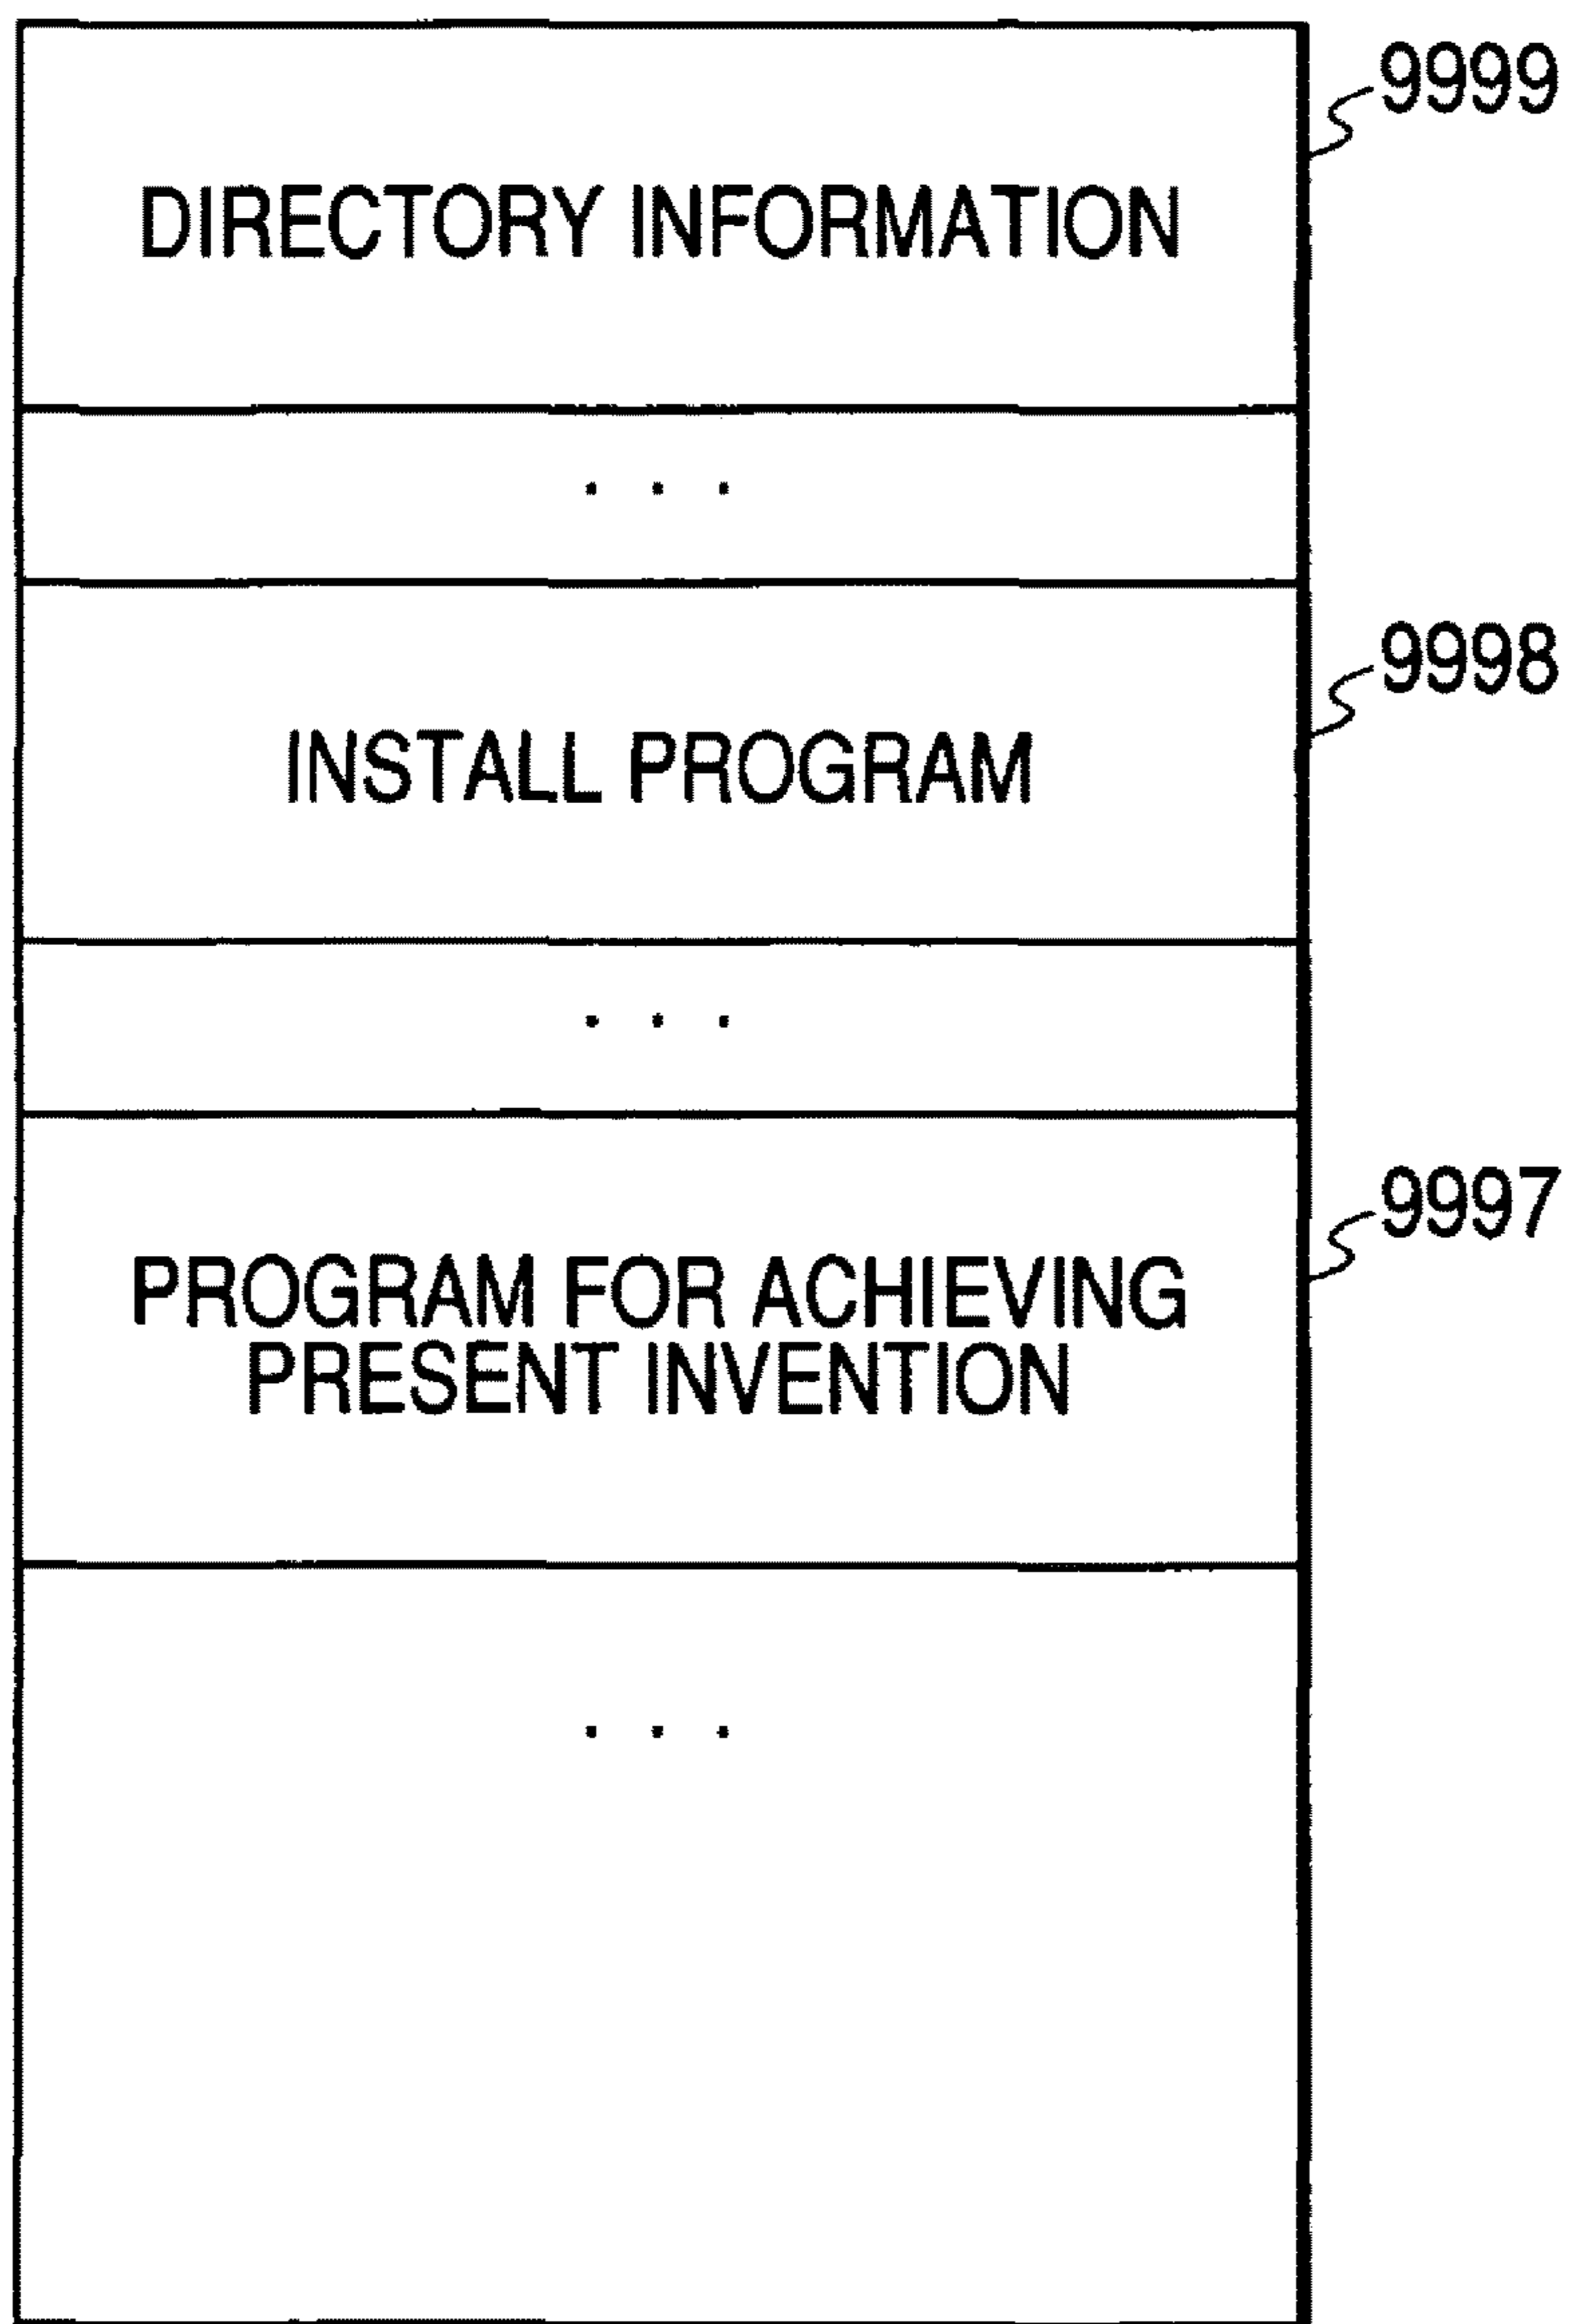 9999
DIRECTORY INFORMATION
. . .
9998
INSTALL PROGRAM
. . .
9997
PROGRAM FOR ACHIEVING
PRESENT INVENTION
. . .